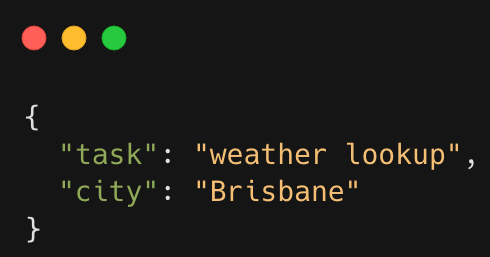 {
  "task": "weather lookup",
  "city": "Brisbane"
}